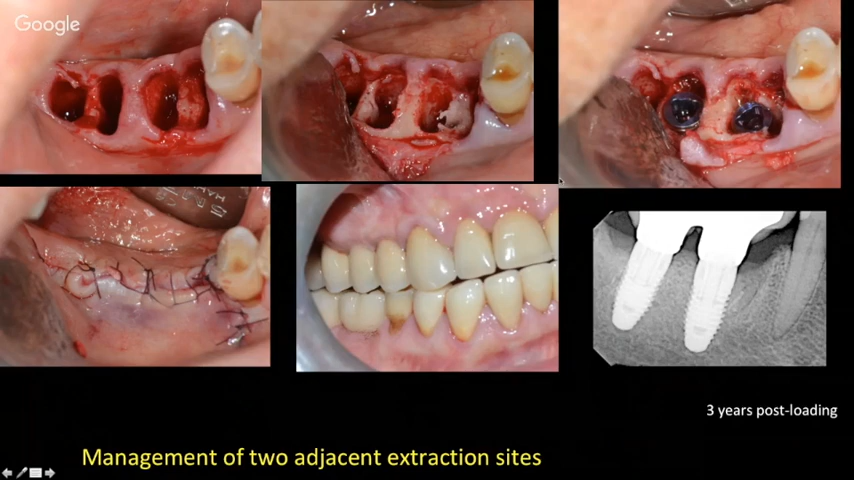 Google
3 years post-loading
Management of two adjacent extraction sites